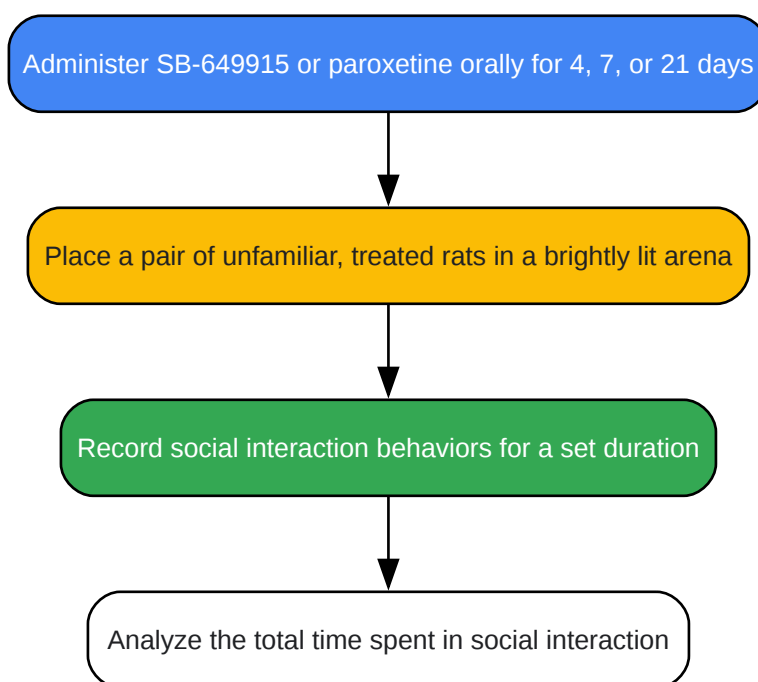 Administer SB-649915 or paroxetine orally for 4, 7, or 21 days
Place a pair of unfamiliar, treated rats in a brightly lit arena
Record social interaction behaviors for a set duration
Analyze the total time spent in social interaction